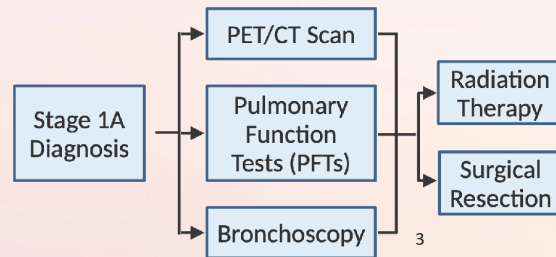 Stage 1A
Diagnosis
PET/CT Scan
Pulmonary
Function
Tests (PFTs)
Bronchoscopy
Radiation
Therapy
Surgical
Resection
3